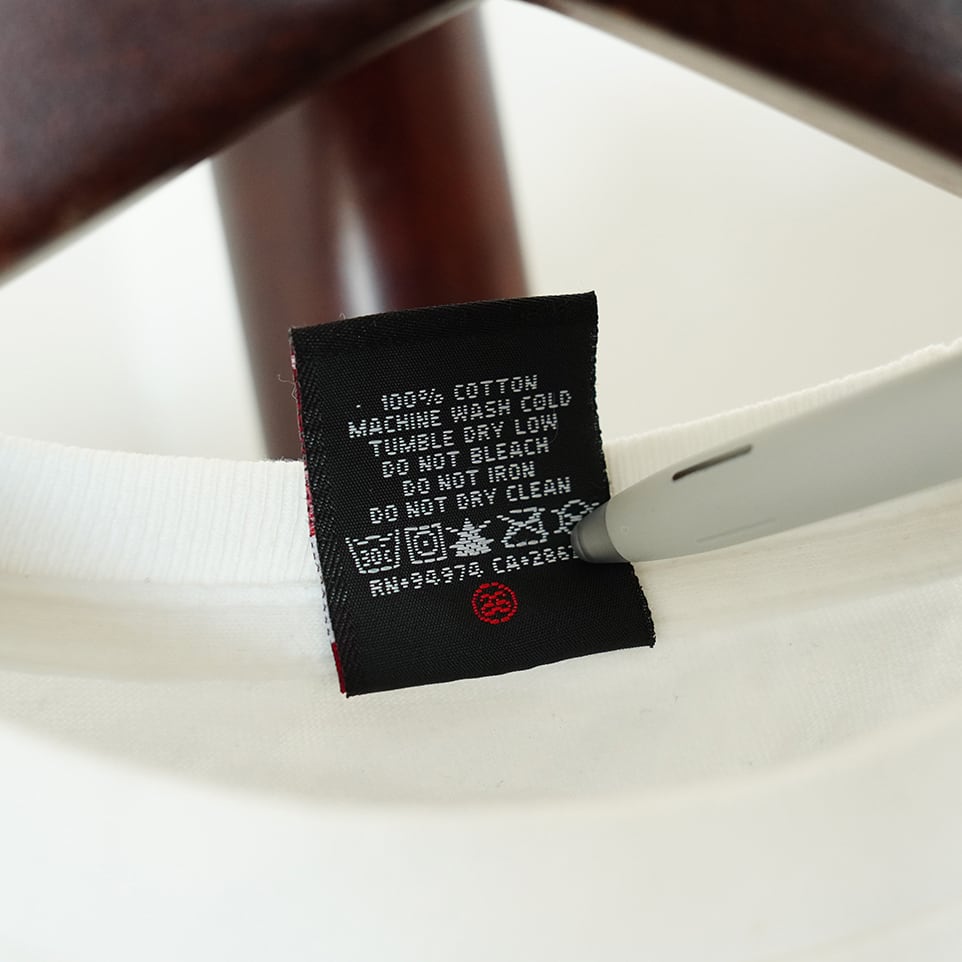 100% COTTON
MACHINE WASH COLD
TUMBLE DRY LOW
DO NOT BLEACH
DO NOT IRON
DO NOT DRY CLEAN
30°
RN♦94974